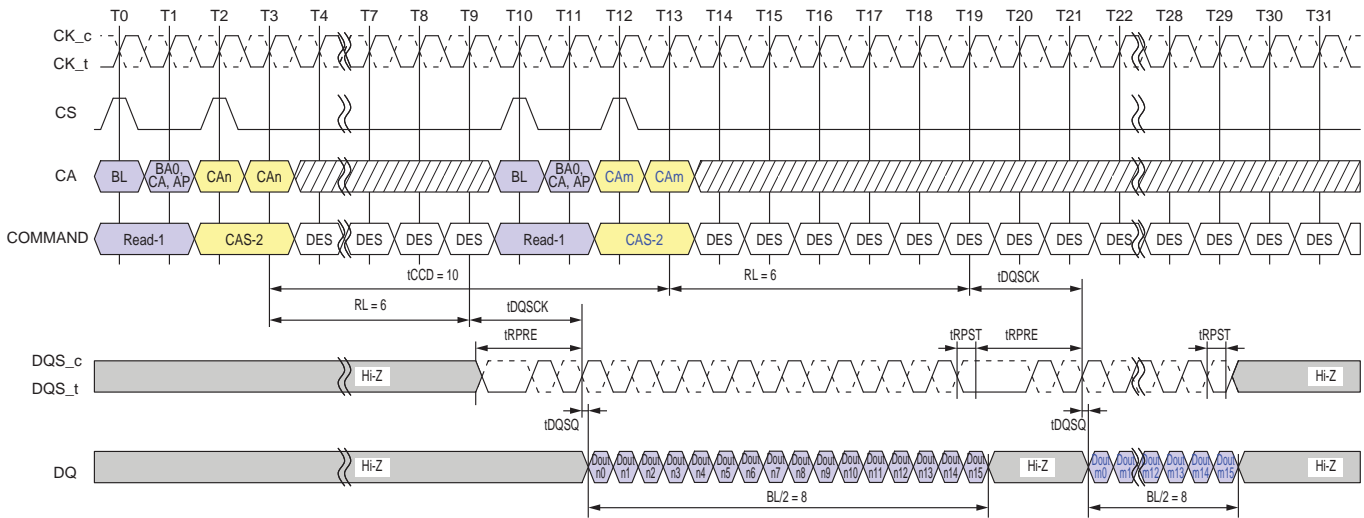 T0 T1 T2 T3 T4 T7 T8 T9 T10 T11 T12 T13 T14 T15 T16 T17 T18 T19 T20 T21 T22 T28 T29 T30 T31
CK_c
CK_t
CS
CA BL BA0, CA, AP CAn CAn BL BA0, CA, AP CAm CAm
COMMAND Read-1 CAS-2 DES DES DES DES Read-1 CAS-2 DES DES DES DES DES DES DES DES DES DES DES DES DES
tCCD = 10 RL = 6 tDQSCK
RL = 6 tDQSCK
tRPRE tRPST tRPRE tRPST
DQS_c
DQS_t
Hi-Z Hi-Z
tDQSQ tDQSQ
DQ Hi-Z Dout n0 Dout n1 Dout n2 Dout n3 Dout n4 Dout n5 Dout n6 Dout n7 Dout n8 Dout n9 Dout n10 Dout n11 Dout n12 Dout n13 Dout n14 Dout n15 Hi-Z Dout m0 Dout m1 Dout m12 Dout m13 Dout m14 Dout m15 Hi-Z
BL/2 = 8 BL/2 = 8